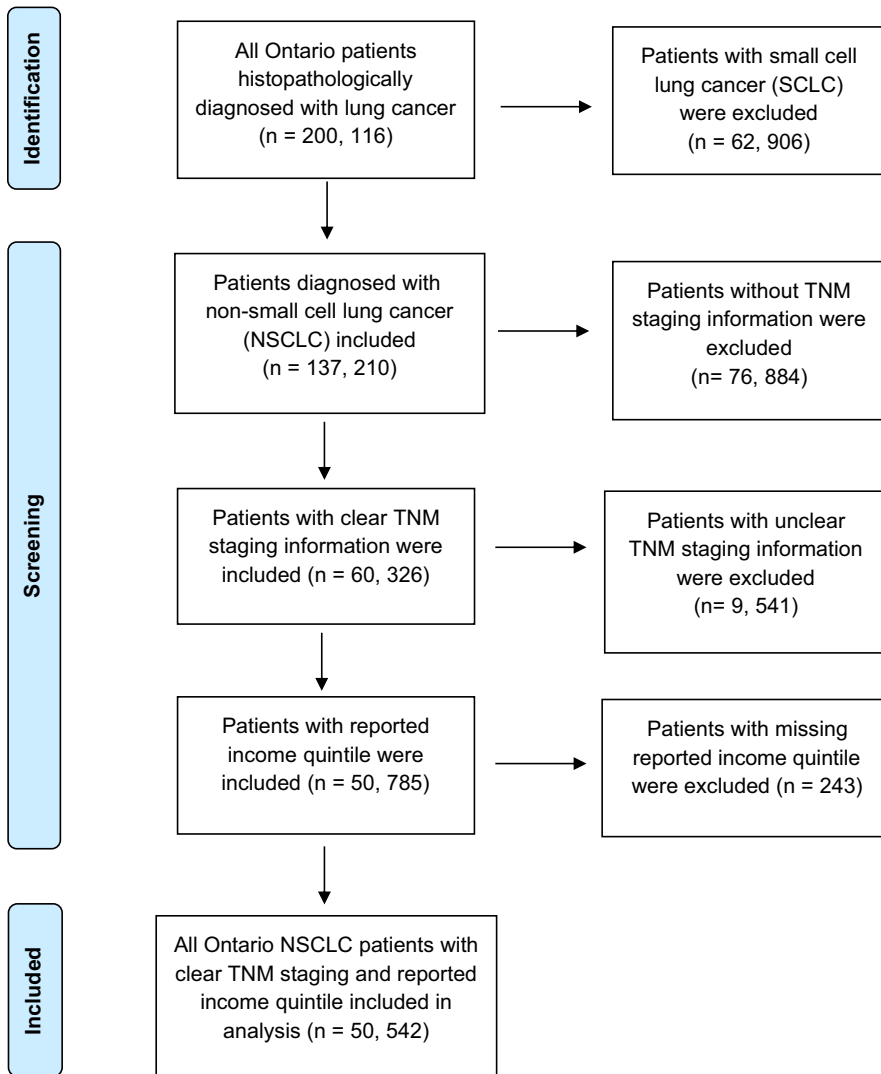 Identification
All Ontario patients
histopathologically
diagnosed with lung cancer
(n = 200, 116)
Patients with small cell
lung cancer (SCLC)
were excluded
(n = 62, 906)
Screening
Patients diagnosed with
non-small cell lung cancer
(NSCLC) included
(n = 137, 210)
Patients without TNM
staging information were
excluded
(n= 76, 884)
Patients with clear TNM
staging information were
included (n = 60, 326)
Patients with unclear
TNM staging information
were excluded
(n= 9, 541)
Patients with reported
income quintile were
included (n = 50, 785)
Patients with missing
reported income quintile
were excluded (n = 243)
Included
All Ontario NSCLC patients with
clear TNM staging and reported
income quintile included in
analysis (n = 50, 542)